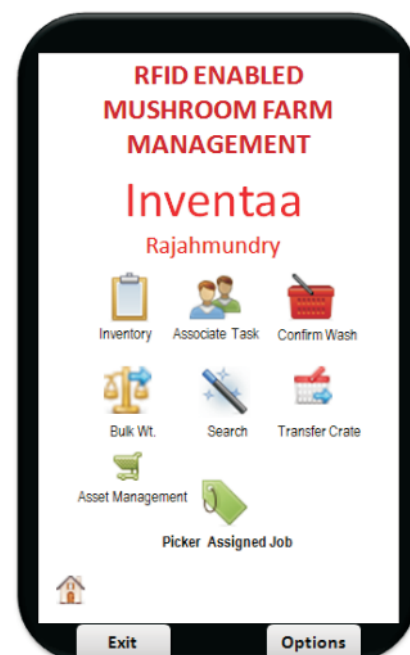 RFID ENABLED
MUSHROOM FARM
MANAGEMENT
Inventaa
Rajahmundry
Inventory Associate Task Confirm Wash
Bulk Wt. Search Transfer Crate
Asset Management
Picker Assigned Job
Exit Options